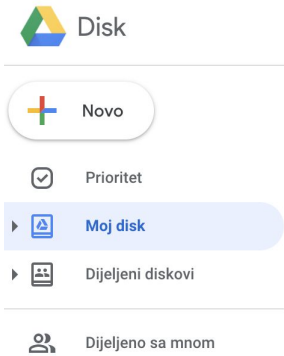 Disk
Novo
Prioritet
Moj disk
Dijeljeni diskovi
Dijeljeno sa mnom